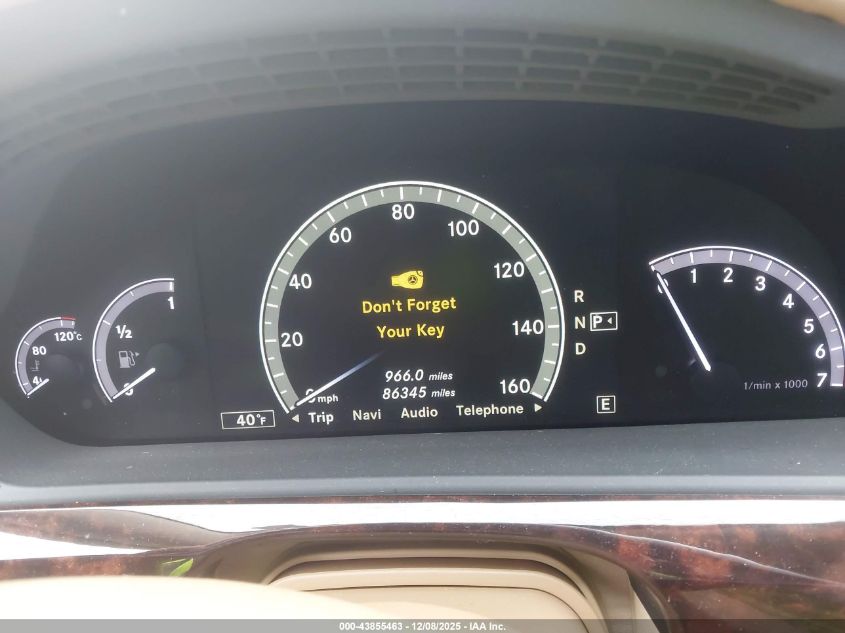 80
60
100
40
120
20
140
0 mph
160
Don't Forget
Your Key
966.0 miles
86345 miles
Trip Navi Audio Telephone
40°F
120°C
80
4
1
½
R
N P
D
E
1
2
3
4
5
6
7
1/min x 1000
000-43855463 • 12/08/2025 • IAA Inc.